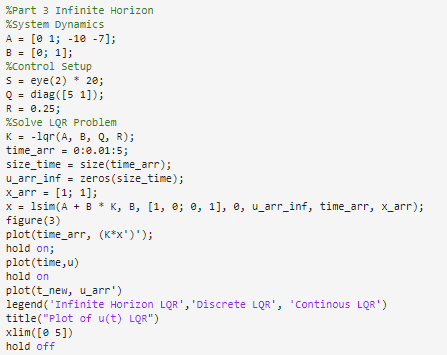 %Part 3 Infinite Horizon
%System Dynamics
A = [0 1; -10 -7];
B = [0; 1];
%Control Setup
S = eye(2) * 20;
Q = diag([5 1]);
R = 0.25;
%Solve LQR Problem
K = -lqr(A, B, Q, R);
time_arr = 0:0.01:5;
size_time = size(time_arr);
u_arr_inf = zeros(size_time);
x_arr = [1; 1];
x = lsim(A + B * K, B, [1, 0; 0, 1], 0, u_arr_inf, time_arr, x_arr);
figure(3)
plot(time_arr, (K*x')');
hold on;
plot(time,u)
hold on
plot(t_new, u_arr')
legend('Infinite Horizon LQR','Discrete LQR', 'Continous LQR')
title("Plot of u(t) LQR")
xlim([0 5])
hold off